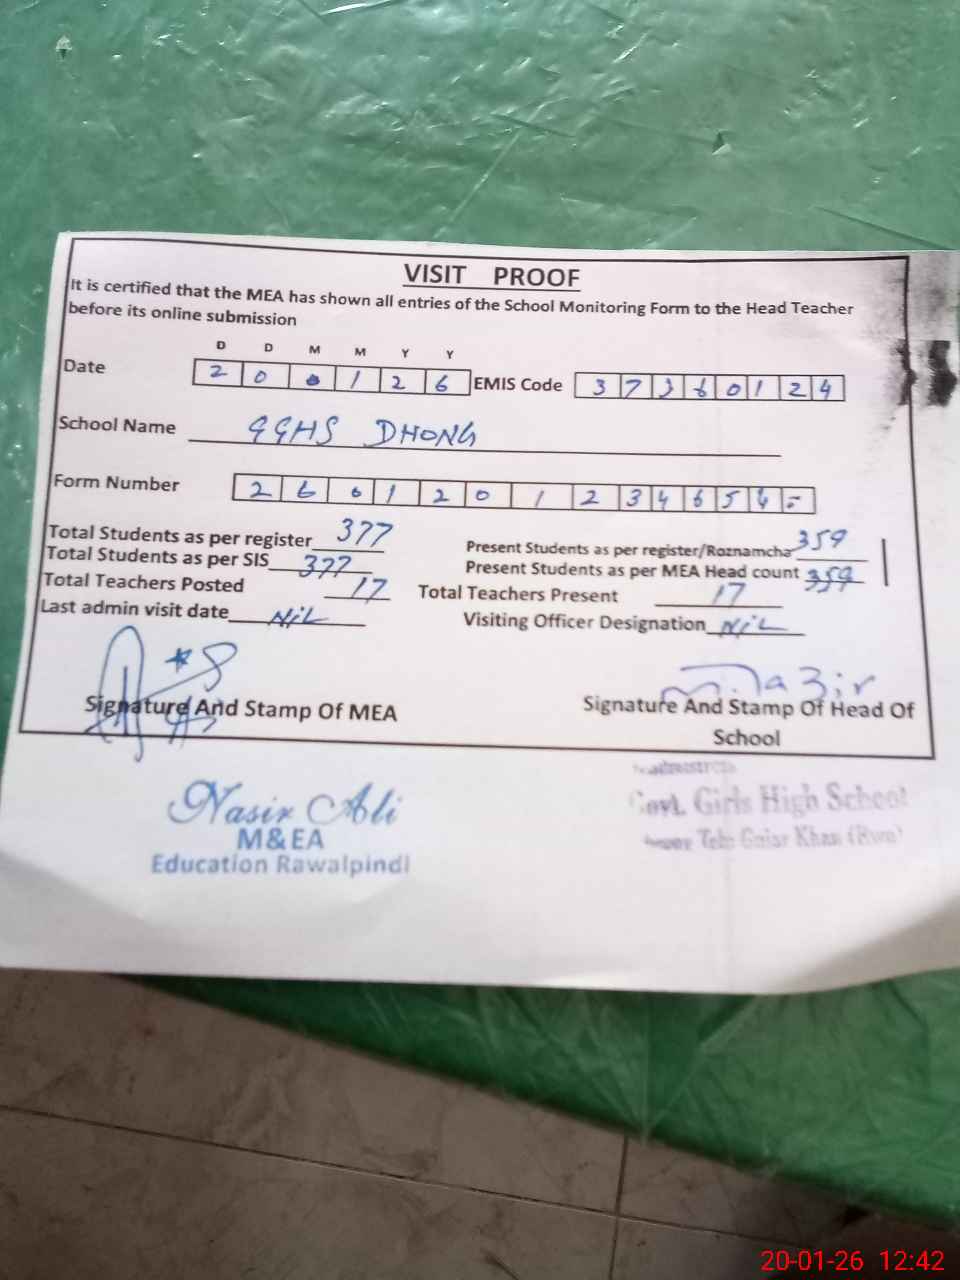 VISIT PROOF
It is certified that the MEA has shown all entries of the School Monitoring Form to the Head Teacher
before its online submission
D D M M Y Y
Date 2 0 0 1 2 6 EMIS Code 3 7 3 6 0 1 2 4
School Name GGHS DHONG
Form Number 2 6 0 1 2 0 1 2 3 4 6 5 4 -
Total Students as per register 377 Present Students as per register/Roznamcha 359
Total Students as per SIS 377 Present Students as per MEA Head count 359
Total Teachers Posted 17 Total Teachers Present 17
Last admin visit date NIL Visiting Officer Designation NIL
Signature And Stamp Of MEA
Signature And Stamp Of Head Of
School
Nasir Ali
M&EA
Education Rawalpindi
Headmistress
Govt. Girls High School
Teh: Gujar Khan (Rwp)
20-01-26 12:42